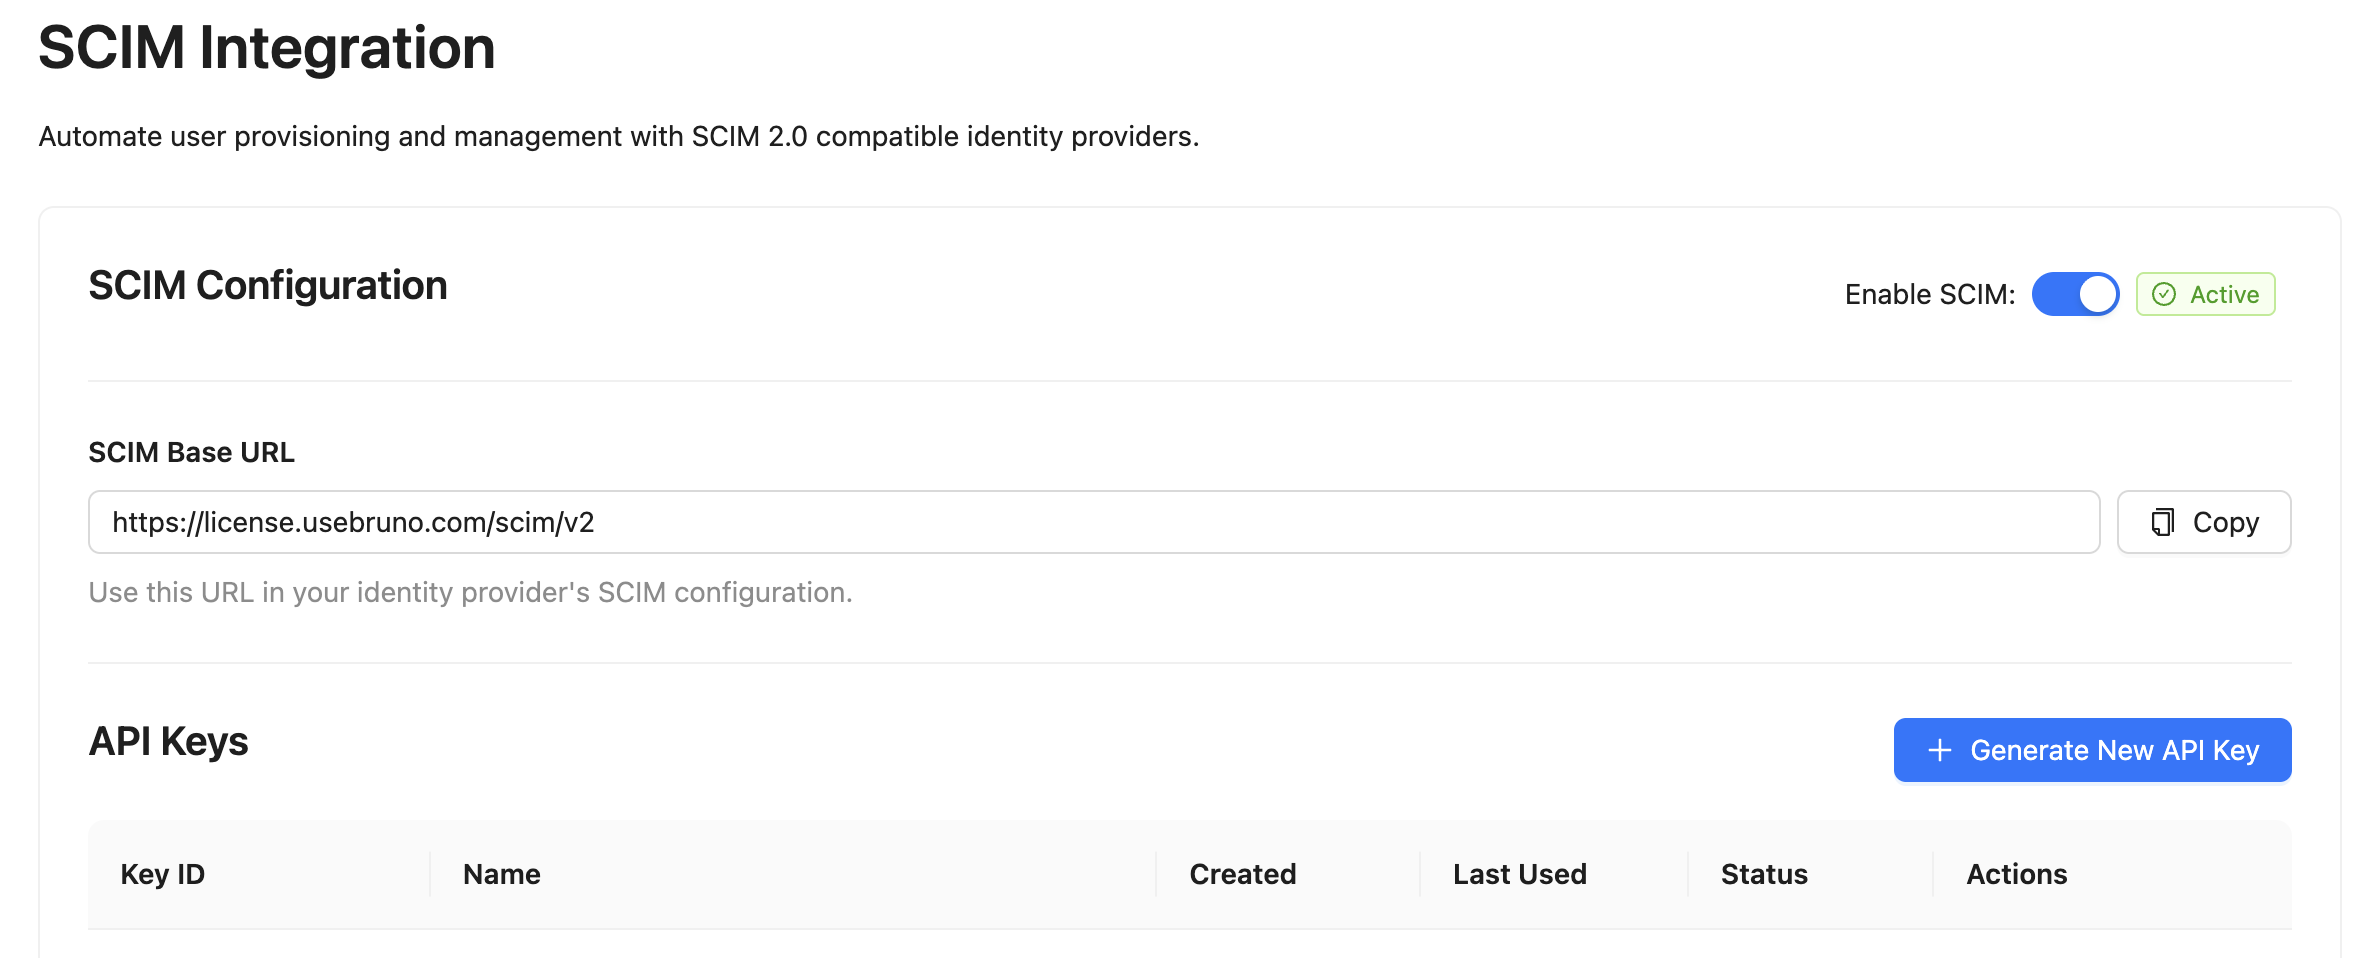 SCIM Integration
Automate user provisioning and management with SCIM 2.0 compatible identity providers.
SCIM Configuration
Enable SCIM:
Active
SCIM Base URL
https://license.usebruno.com/scim/v2
Copy
Use this URL in your identity provider's SCIM configuration.
API Keys
Generate New API Key
Key ID Name Created Last Used Status Actions